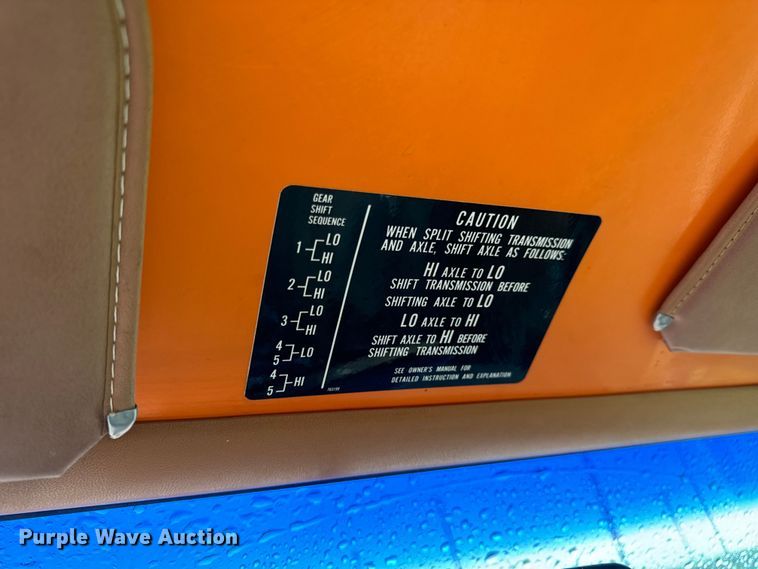 GEAR
SHIFT
SEQUENCE
1 LO
HI
2 LO
HI
3 LO
HI
4
5 LO
4
5 HI
CAUTION
WHEN SPLIT SHIFTING TRANSMISSION
AND AXLE, SHIFT AXLE AS FOLLOWS:
HI AXLE TO LO
SHIFT TRANSMISSION BEFORE
SHIFTING AXLE TO LO
LO AXLE TO HI
SHIFT AXLE TO HI BEFORE
SHIFTING TRANSMISSION
SEE OWNER'S MANUAL FOR
DETAILED INSTRUCTION AND EXPLANATION
Purple Wave Auction